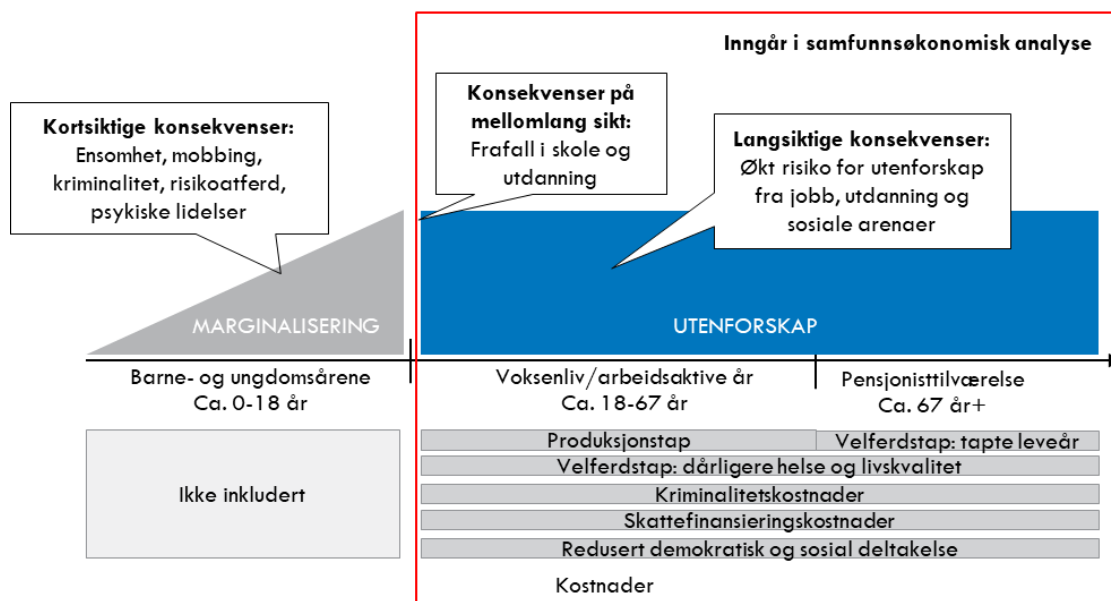 Inngår i samfunnsøkonomisk analyse
Kortsiktige konsekvenser:
Ensomhet, mobbing,
kriminalitet, risikoatferd,
psykiske lidelser
Konsekvenser på
mellomlang sikt:
Frafall i skole og
utdanning
Langsiktige konsekvenser:
Økt risiko for utenforskap
fra jobb, utdanning og
sosiale arenaer
MARGINALISERING
UTENFORSKAP
Barne- og ungdomsårene
Ca. 0-18 år
Voksenliv/arbeidsaktive år
Ca. 18-67 år
Pensjonisttilværelse
Ca. 67 år+
Ikke inkludert
Produksjonstap
Velferdstap: tapte leveår
Velferdstap: dårligere helse og livskvalitet
Kriminalitetskostnader
Skattefinansieringskostnader
Redusert demokratisk og sosial deltakelse
Kostnader